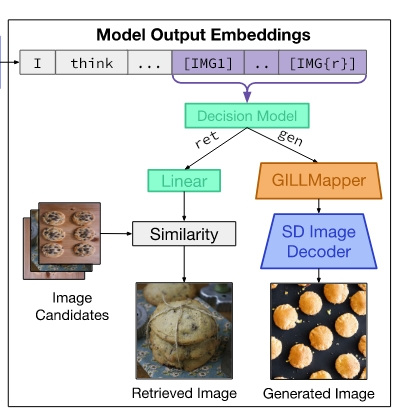 Model Output Embeddings
I think ... [IMG1] .. [IMG{r}]
Decision Model
ret gen
Linear GILLMapper
Similarity SD Image
Decoder
Image
Candidates
Retrieved Image Generated Image